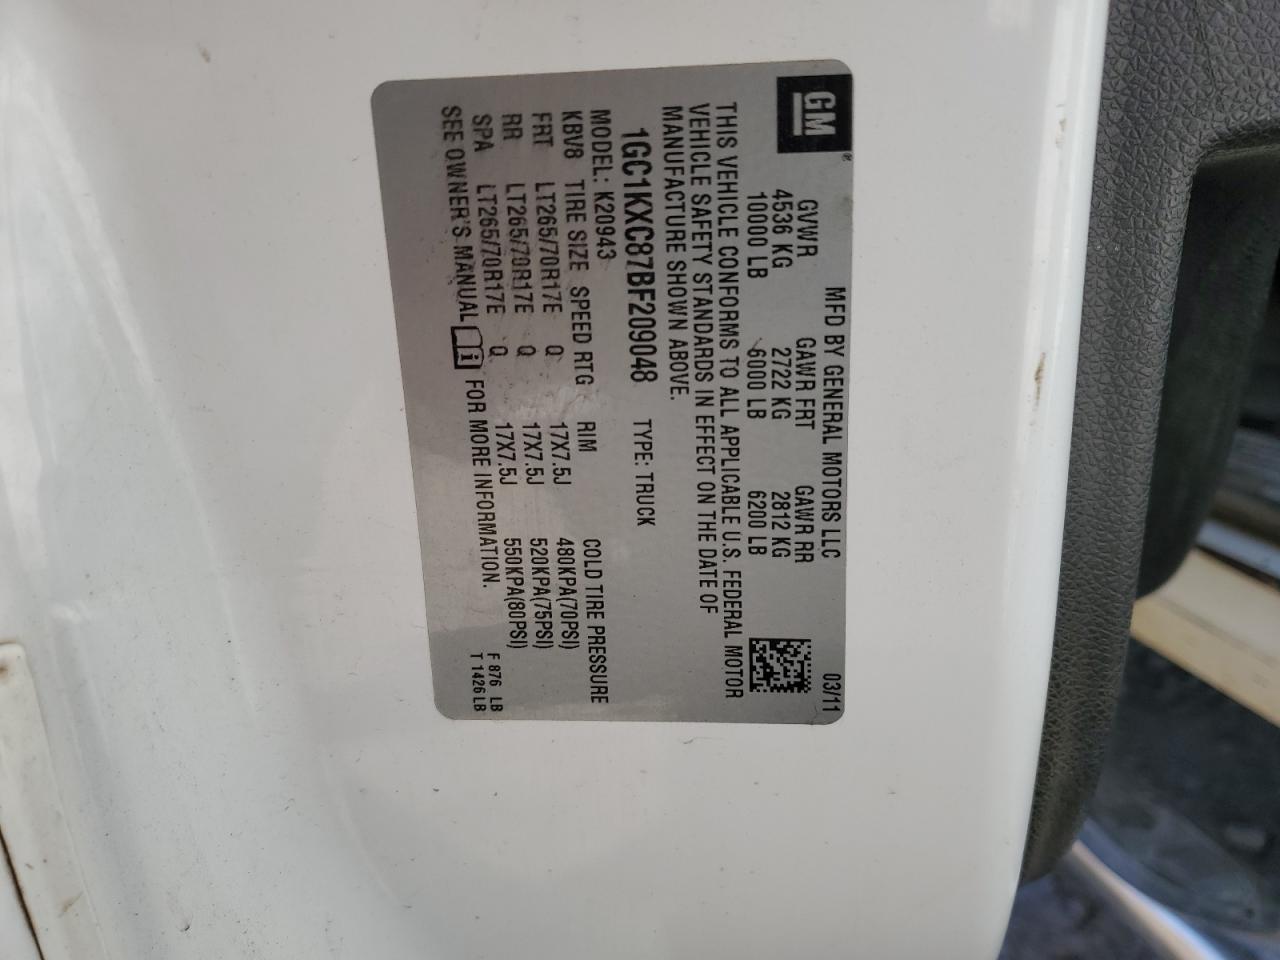 GM
MFD BY GENERAL MOTORS LLC 03/11
GVWR GAWR FRT GAWR RR
4536 KG 2722 KG 2812 KG
10000 LB 6000 LB 6200 LB
THIS VEHICLE CONFORMS TO ALL APPLICABLE U.S. FEDERAL MOTOR
VEHICLE SAFETY STANDARDS IN EFFECT ON THE DATE OF
MANUFACTURE SHOWN ABOVE.
1GC1KXC87BF209048 TYPE: TRUCK
MODEL: K20943
KBV8 TIRE SIZE SPEED RTG RIM COLD TIRE PRESSURE
FRT LT265/70R17E Q 17X7.5J 480KPA(70PSI)
RR LT265/70R17E Q 17X7.5J 520KPA(75PSI)
SPA LT265/70R17E Q 17X7.5J 550KPA(80PSI)
SEE OWNER'S MANUAL FOR MORE INFORMATION.
F 876 LB
T 1426 LB